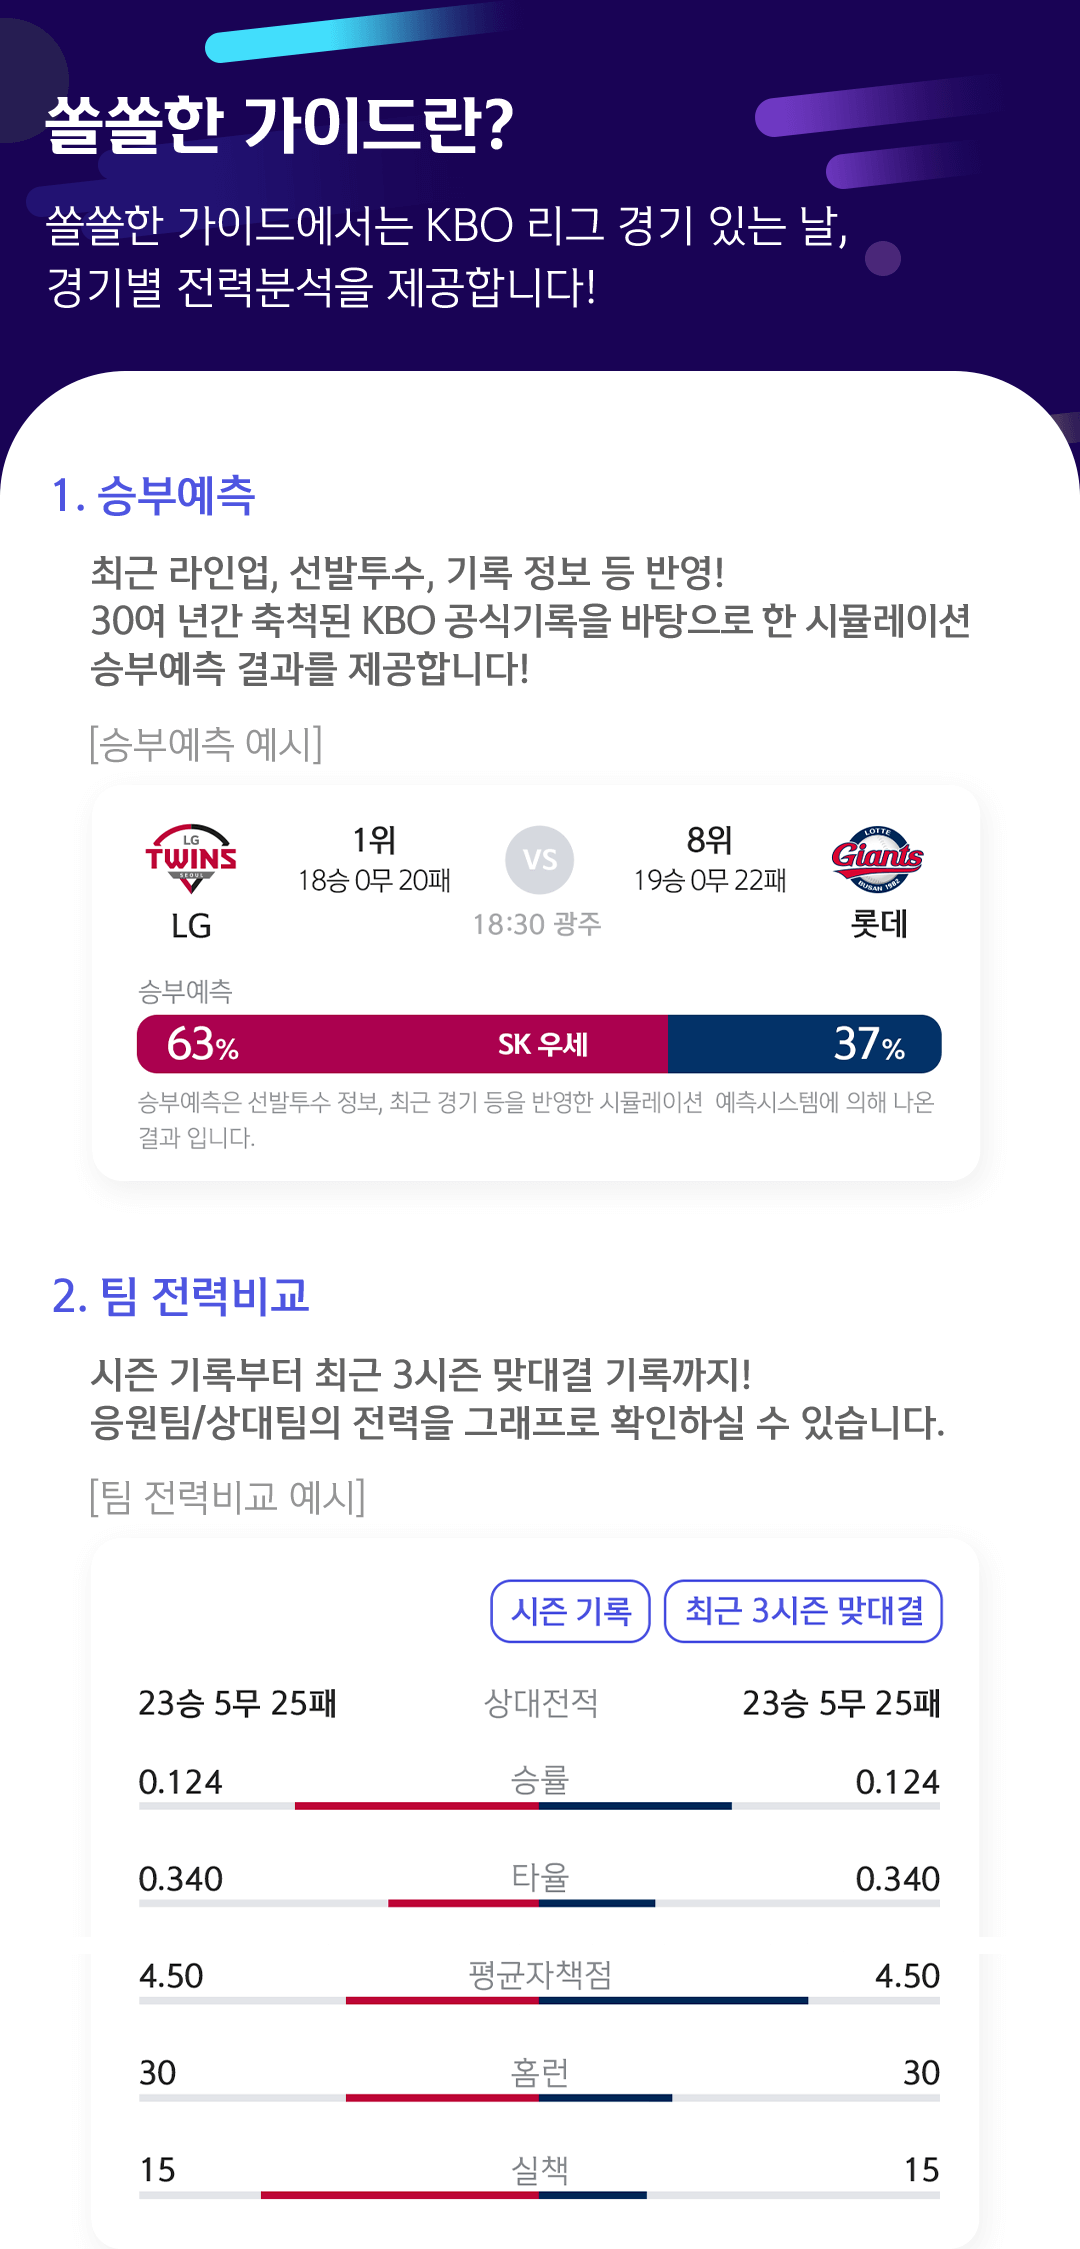 쏠쏠한 가이드란?
쏠쏠한 가이드에서는 KBO 리그 경기 있는 날,
경기별 전력분석을 제공합니다!
1. 승부예측
최근 라인업, 선발투수, 기록 정보 등 반영!
30여 년간 축척된 KBO 공식기록을 바탕으로 한 시뮬레이션
승부예측 결과를 제공합니다!
[승부예측 예시]
LG
TWINS
SEOUL
LG
1위
18승 0무 20패
VS
18:30 광주
8위
19승 0무 22패
LOTTE
Giants
BUSAN 1982
롯데
승부예측
63% SK 우세 37%
승부예측은 선발투수 정보, 최근 경기 등을 반영한 시뮬레이션 예측시스템에 의해 나온
결과 입니다.
2. 팀 전력비교
시즌 기록부터 최근 3시즌 맞대결 기록까지!
응원팀/상대팀의 전력을 그래프로 확인하실 수 있습니다.
[팀 전력비교 예시]
시즌 기록 최근 3시즌 맞대결
23승 5무 25패 상대전적 23승 5무 25패
0.124 승률 0.124
0.340 타율 0.340
4.50 평균자책점 4.50
30 홈런 30
15 실책 15